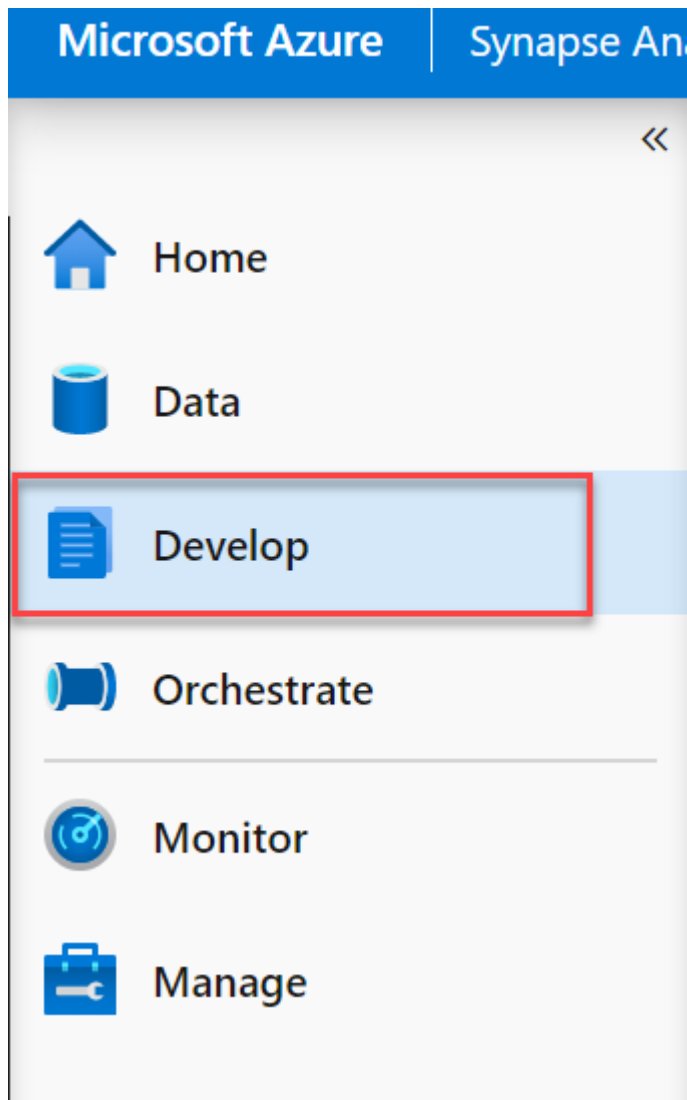 Microsoft Azure | Synapse Ana
«
Home
Data
Develop
Orchestrate
Monitor
Manage